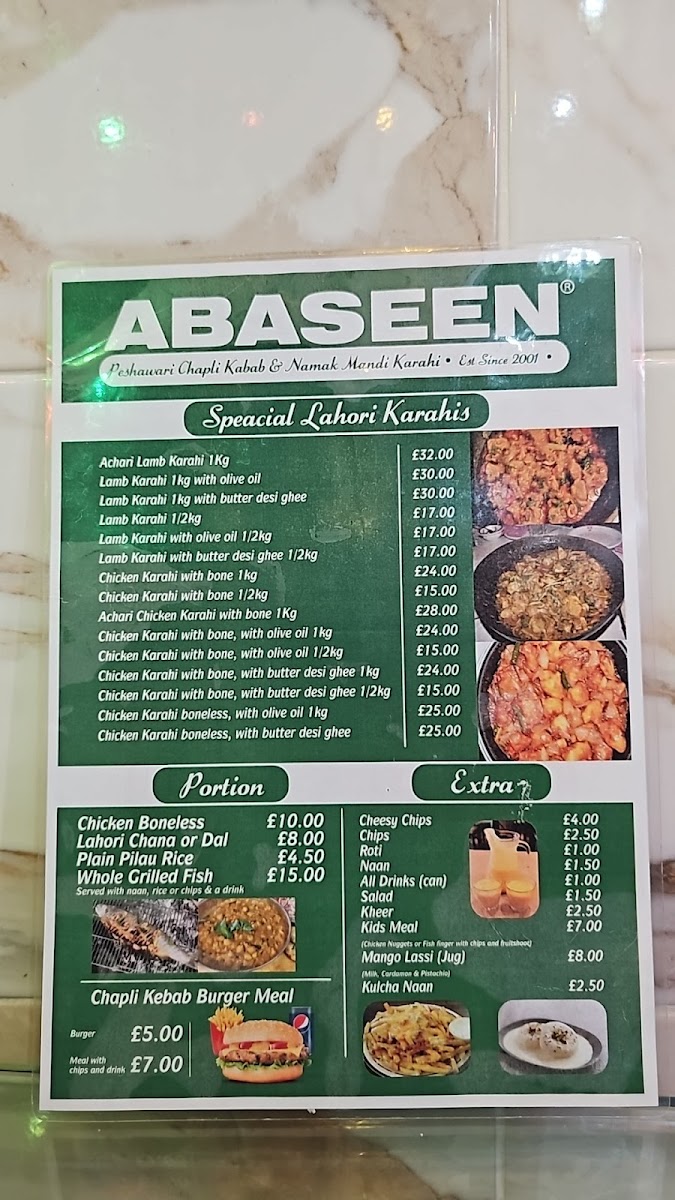 ABASEEN®
Peshawari Chapli Kabab & Namak Mandi Karahi • Est Since 2001 •
Speacial Lahori Karahis
Achari Lamb Karahi 1Kg £32.00
Lamb Karahi 1kg with olive oil £30.00
Lamb Karahi 1kg with butter desi ghee £30.00
Lamb Karahi 1/2kg £17.00
Lamb Karahi with olive oil 1/2kg £17.00
Lamb Karahi with butter desi ghee 1/2kg £17.00
Chicken Karahi with bone 1kg £24.00
Chicken Karahi with bone 1/2kg £15.00
Achari Chicken Karahi with bone 1Kg £28.00
Chicken Karahi with bone, with olive oil 1kg £24.00
Chicken Karahi with bone, with olive oil 1/2kg £15.00
Chicken Karahi with bone, with butter desi ghee 1kg £24.00
Chicken Karahi with bone, with butter desi ghee 1/2kg £15.00
Chicken Karahi boneless, with olive oil 1kg £25.00
Chicken Karahi boneless, with butter desi ghee £25.00
Portion
Chicken Boneless £10.00
Lahori Chana or Dal £8.00
Plain Pilau Rice £4.50
Whole Grilled Fish £15.00
Served with naan, rice or chips & a drink
Chapli Kebab Burger Meal
Burger £5.00
Meal with
chips and drink £7.00
pepsi
Extra
Cheesy Chips £4.00
Chips £2.50
Roti £1.00
Naan £1.50
All Drinks (can) £1.00
Salad £1.50
Kheer £2.50
Kids Meal £7.00
(Chicken Nuggets or Fish finger with chips and fruitshoot)
Mango Lassi (Jug) £8.00
(Milk, Cardamon & Pistachio)
Kulcha Naan £2.50